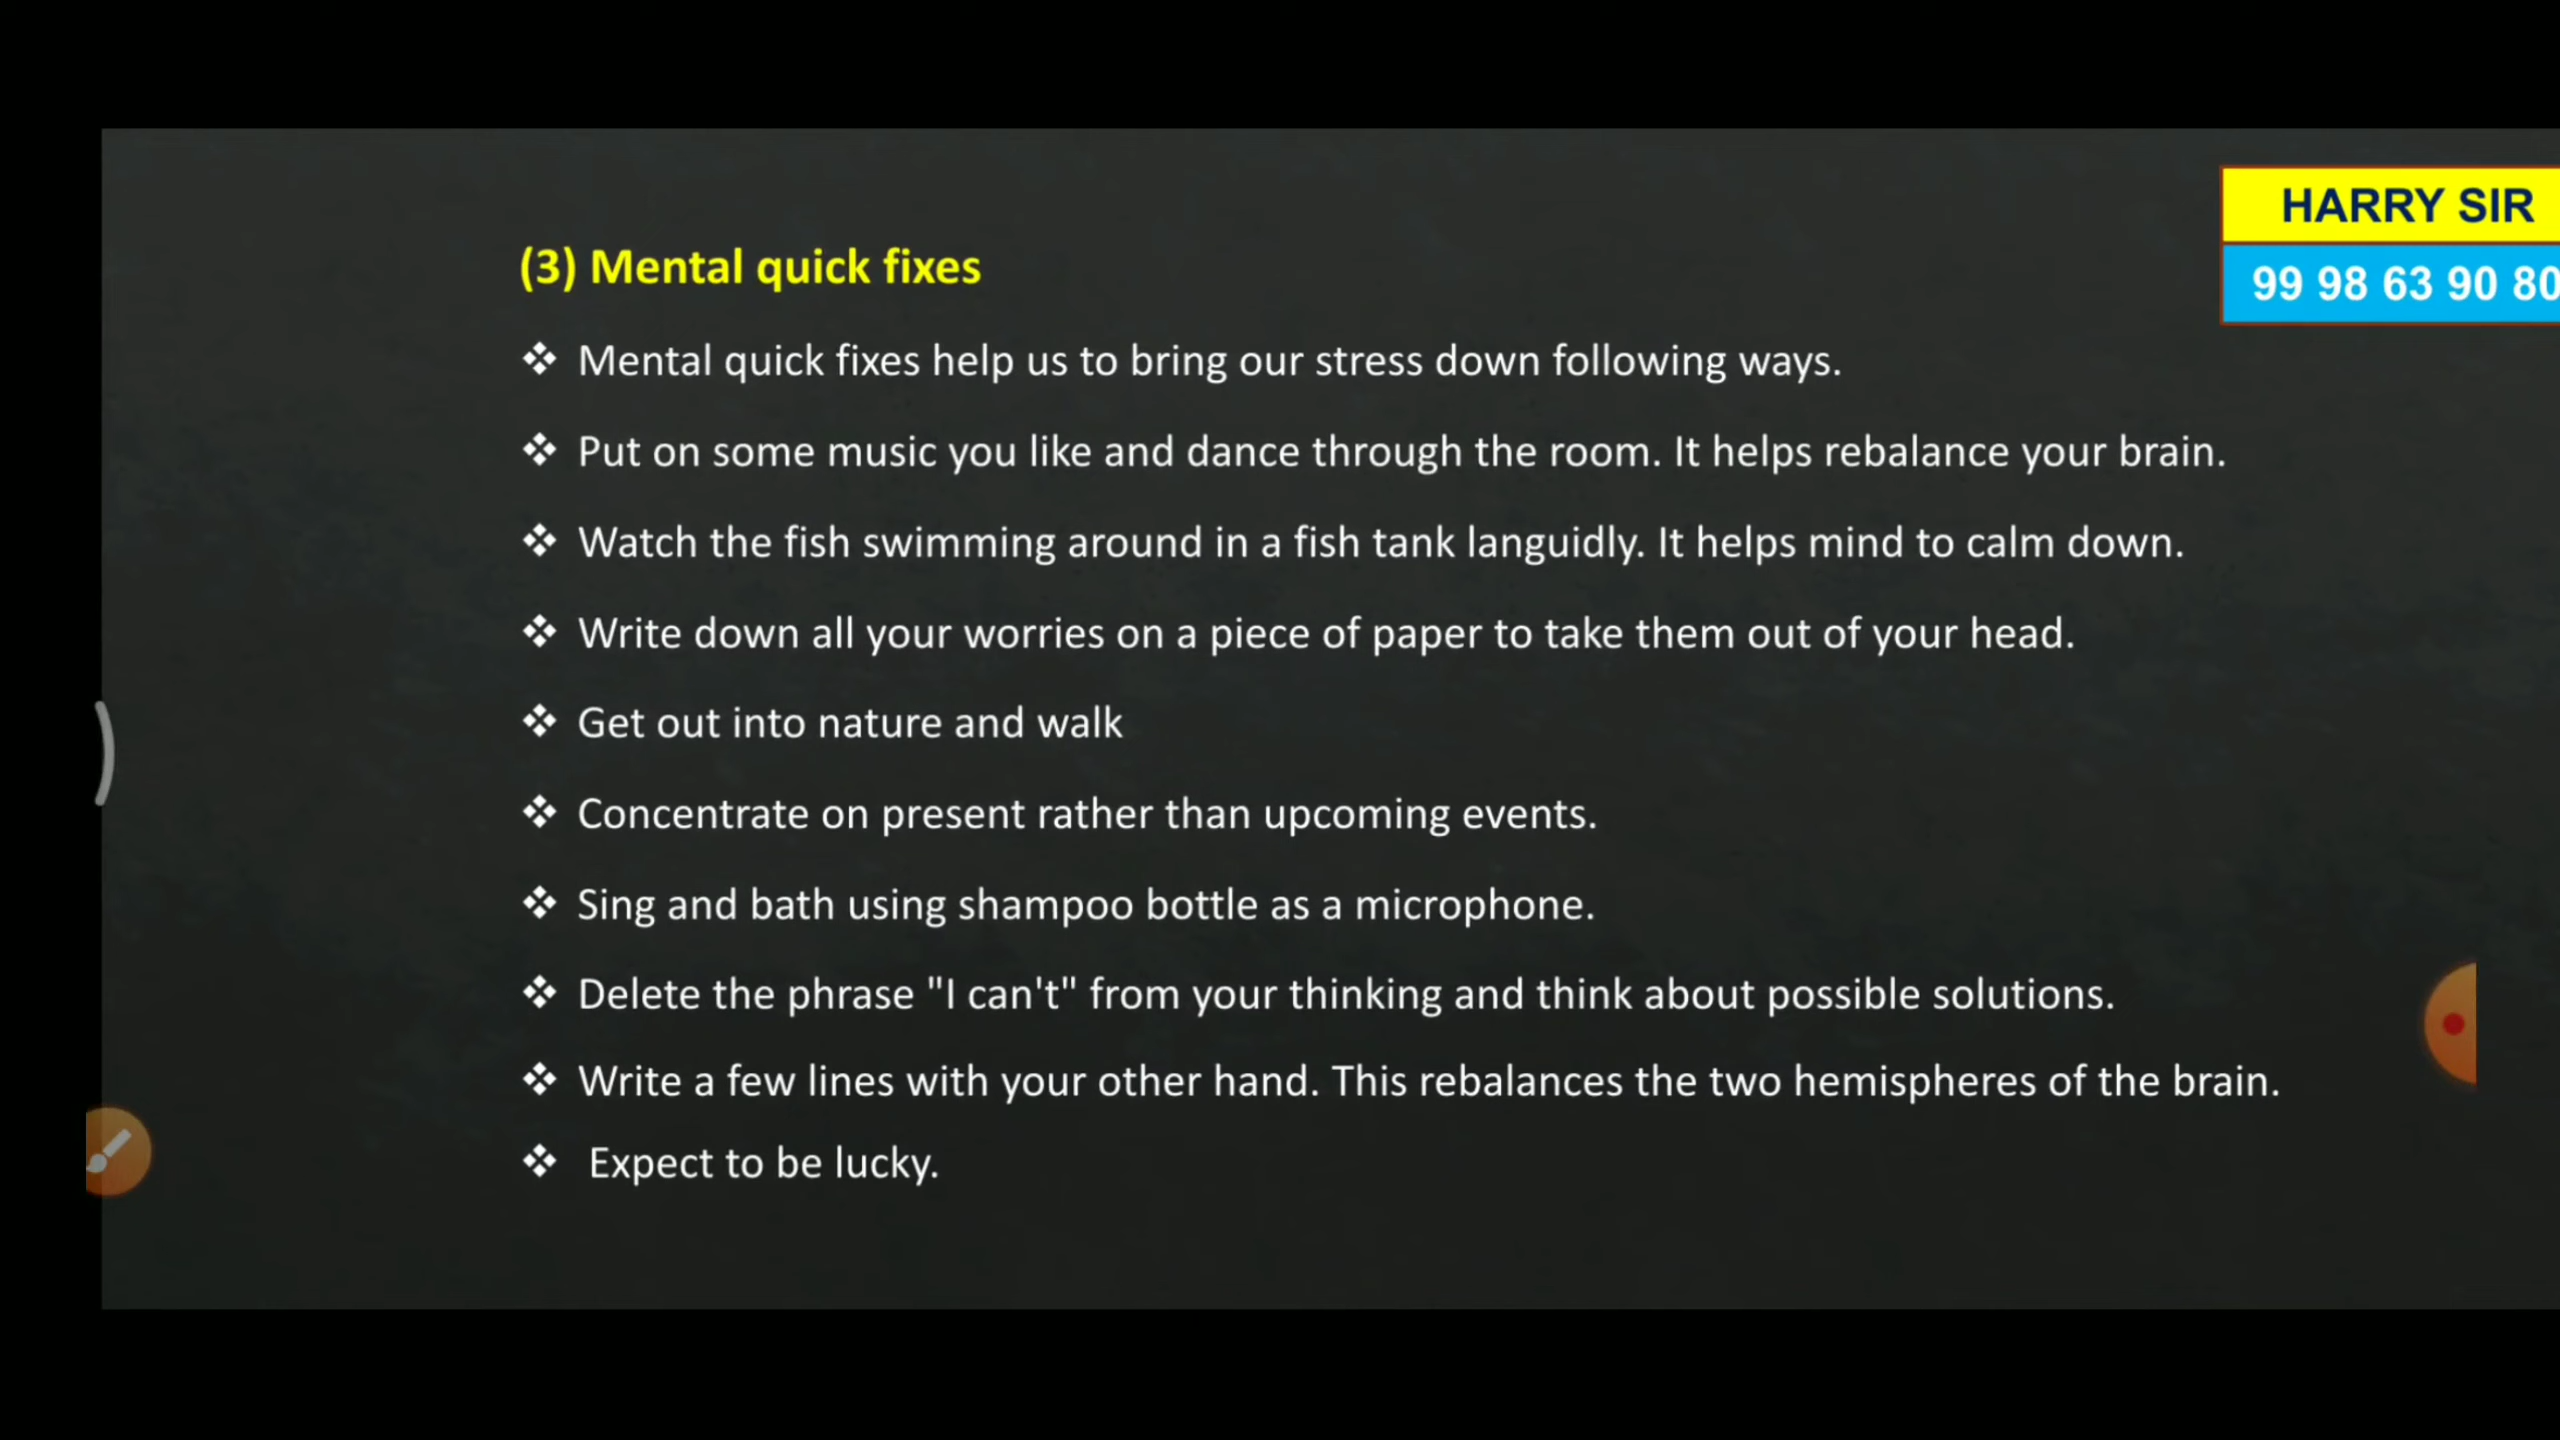 HARRY SIR
99 98 63 90 80
(3) Mental quick fixes
❖ Mental quick fixes help us to bring our stress down following ways.
❖ Put on some music you like and dance through the room. It helps rebalance your brain.
❖ Watch the fish swimming around in a fish tank languidly. It helps mind to calm down.
❖ Write down all your worries on a piece of paper to take them out of your head.
❖ Get out into nature and walk
❖ Concentrate on present rather than upcoming events.
❖ Sing and bath using shampoo bottle as a microphone.
❖ Delete the phrase "I can't" from your thinking and think about possible solutions.
❖ Write a few lines with your other hand. This rebalances the two hemispheres of the brain.
❖ Expect to be lucky.